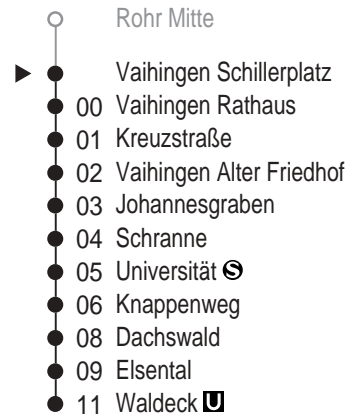 Rohr Mitte
Vaihingen Schillerplatz
00 Vaihingen Rathaus
01 Kreuzstraße
02 Vaihingen Alter Friedhof
03 Johannesgraben
04 Schranne
05 Universität S
06 Knappenweg
08 Dachswald
09 Elsental
11 Waldeck U